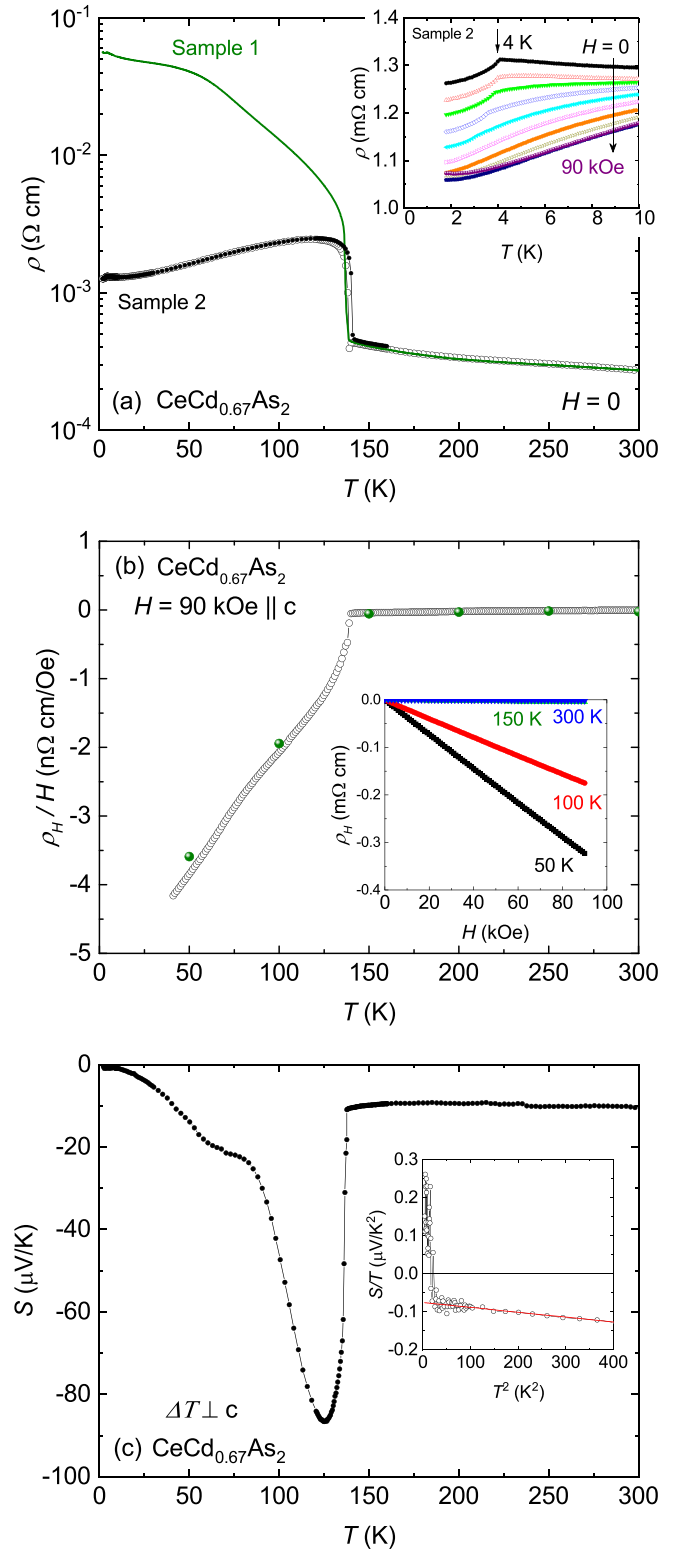 10⁻¹
10⁻²
10⁻³
10⁻⁴
ρ (Ω cm)
Sample 1
Sample 2
(a) CeCd₀.₆₇As₂
H = 0
0 50 100 150 200 250 300
T (K)
Sample 2
4 K
H = 0
90 kOe
1.4
1.3
1.2
1.1
1.0
ρ (mΩ cm)
0 2 4 6 8 10
T (K)
(b) CeCd₀.₆₇As₂
H = 90 kOe || c
1
0
-1
-2
-3
-4
-5
ρH / H (nΩ cm/Oe)
0 50 100 150 200 250 300
T (K)
0.0
-0.1
-0.2
-0.3
-0.4
ρH (mΩ cm)
150 K 300 K
100 K
50 K
0 20 40 60 80 100
H (kOe)
0
-20
-40
-60
-80
-100
S (μV/K)
ΔT ⊥ c
(c) CeCd₀.₆₇As₂
0 50 100 150 200 250 300
T (K)
0.3
0.2
0.1
0.0
-0.1
-0.2
S/T (μV/K²)
0 100 200 300 400
T² (K²)